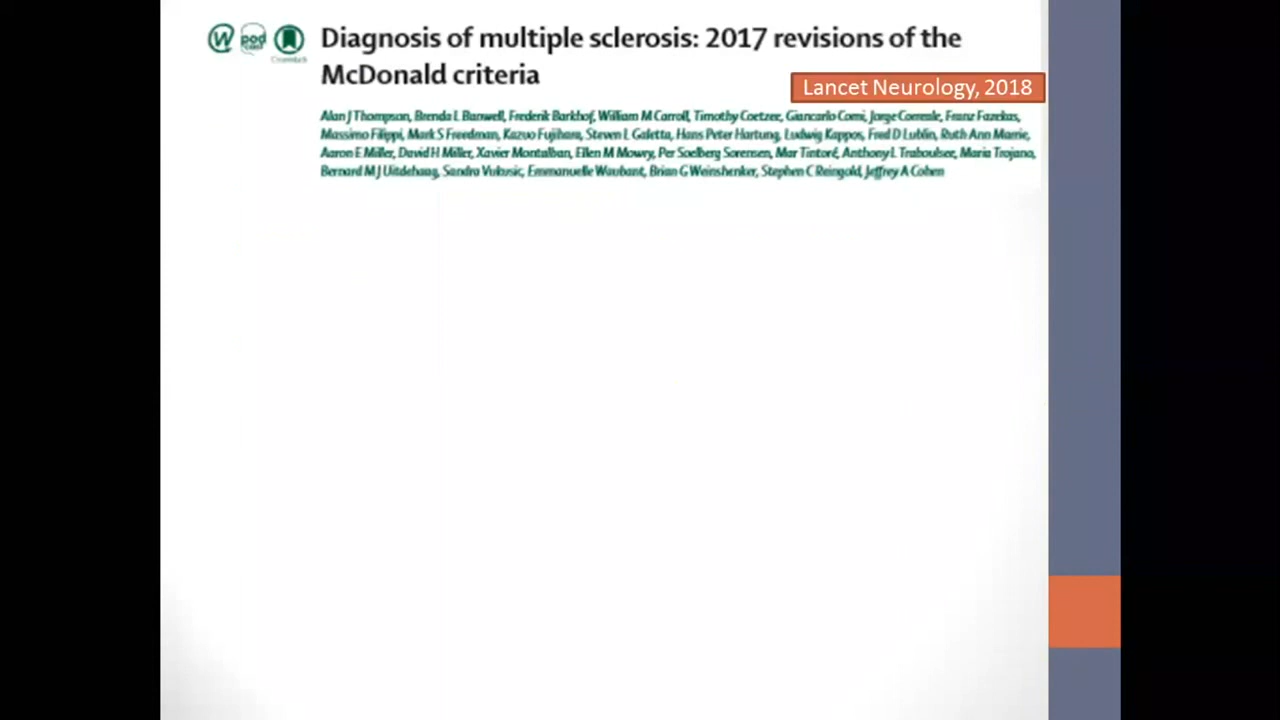 Diagnosis of multiple sclerosis: 2017 revisions of the
McDonald criteria
Lancet Neurology, 2018
Alan J Thompson, Brenda L Banwell, Frederik Barkhof, William M Carroll, Timothy Coetzee, Giancarlo Comi, Jorge Correale, Franz Fazekas,
Massimo Filippi, Mark S Freedman, Kazuo Fujihara, Steven L Galetta, Hans Peter Hartung, Ludwig Kappos, Fred D Lublin, Ruth Ann Marrie,
Aaron E Miller, David H Miller, Xavier Montalban, Ellen M Mowry, Per Soelberg Sorensen, Mar Tintoré, Anthony L Traboulsee, Maria Trojano,
Bernard M J Uitdehaag, Sandra Vukusic, Emmanuelle Waubant, Brian G Weinshenker, Stephen C Reingold, Jeffrey A Cohen